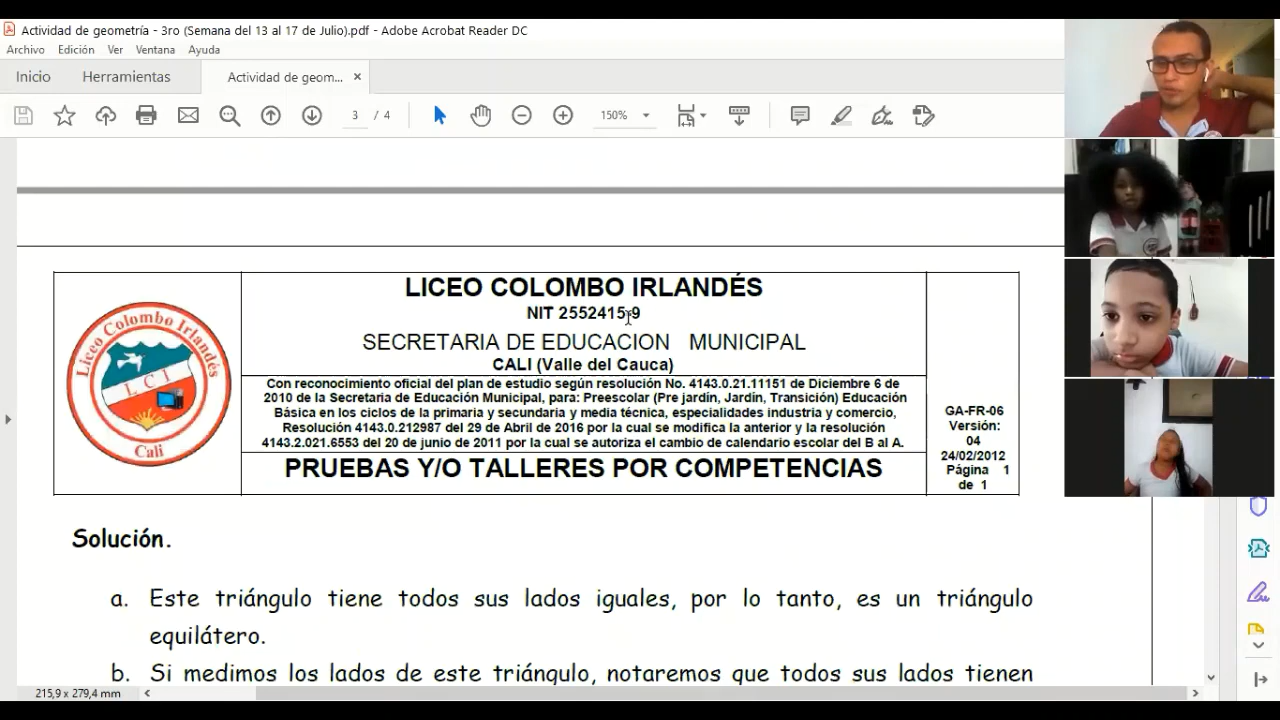 Actividad de geometría - 3ro (Semana del 13 al 17 de Julio).pdf - Adobe Acrobat Reader DC
Archivo Edición Ver Ventana Ayuda
Inicio Herramientas Actividad de geom... ×
3 / 4 150%
LICEO COLOMBO IRLANDÉS
NIT 2552415-9
SECRETARIA DE EDUCACION MUNICIPAL
CALI (Valle del Cauca)
Con reconocimiento oficial del plan de estudio según resolución No. 4143.0.21.11151 de Diciembre 6 de
2010 de la Secretaria de Educación Municipal, para: Preescolar (Pre jardín, Jardín, Transición) Educación
Básica en los ciclos de la primaria y secundaria y media técnica, especialidades industria y comercio,
Resolución 4143.0.212987 del 29 de Abril de 2016 por la cual se modifica la anterior y la resolución
4143.2.021.6553 del 20 de junio de 2011 por la cual se autoriza el cambio de calendario escolar del B al A.
PRUEBAS Y/O TALLERES POR COMPETENCIAS
GA-FR-06
Versión:
04
24/02/2012
Página 1
de 1
Liceo Colombo Irlandès
L C I
Cali
Solución.
a. Este triángulo tiene todos sus lados iguales, por lo tanto, es un triángulo
equilátero.
b. Si medimos los lados de este triángulo, notaremos que todos sus lados tienen
215,9 x 279,4 mm